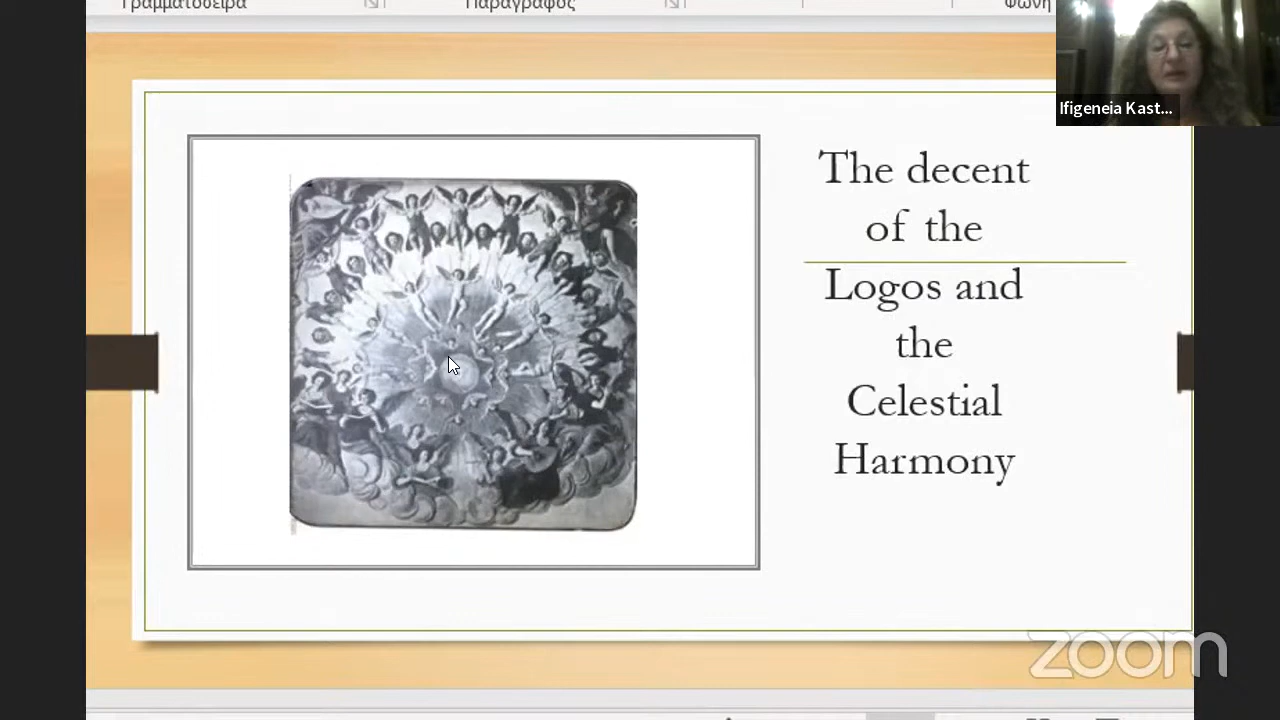 Γραμματοσειρά
Παράγραφος
Φωνή
Ifigeneia Kast...
The decent
of the
Logos and
the
Celestial
Harmony
zoom